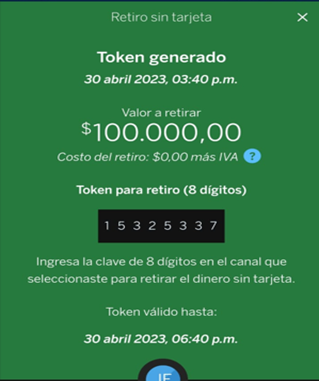 Retiro sin tarjeta ×
Token generado
30 abril 2023, 03:40 p.m.
Valor a retirar
$100.000,00
Costo del retiro: $0,00 más IVA ?
Token para retiro (8 dígitos)
1 5 3 2 5 3 3 7
Ingresa la clave de 8 dígitos en el canal que
seleccionaste para retirar el dinero sin tarjeta.
Token válido hasta:
30 abril 2023, 06:40 p.m.